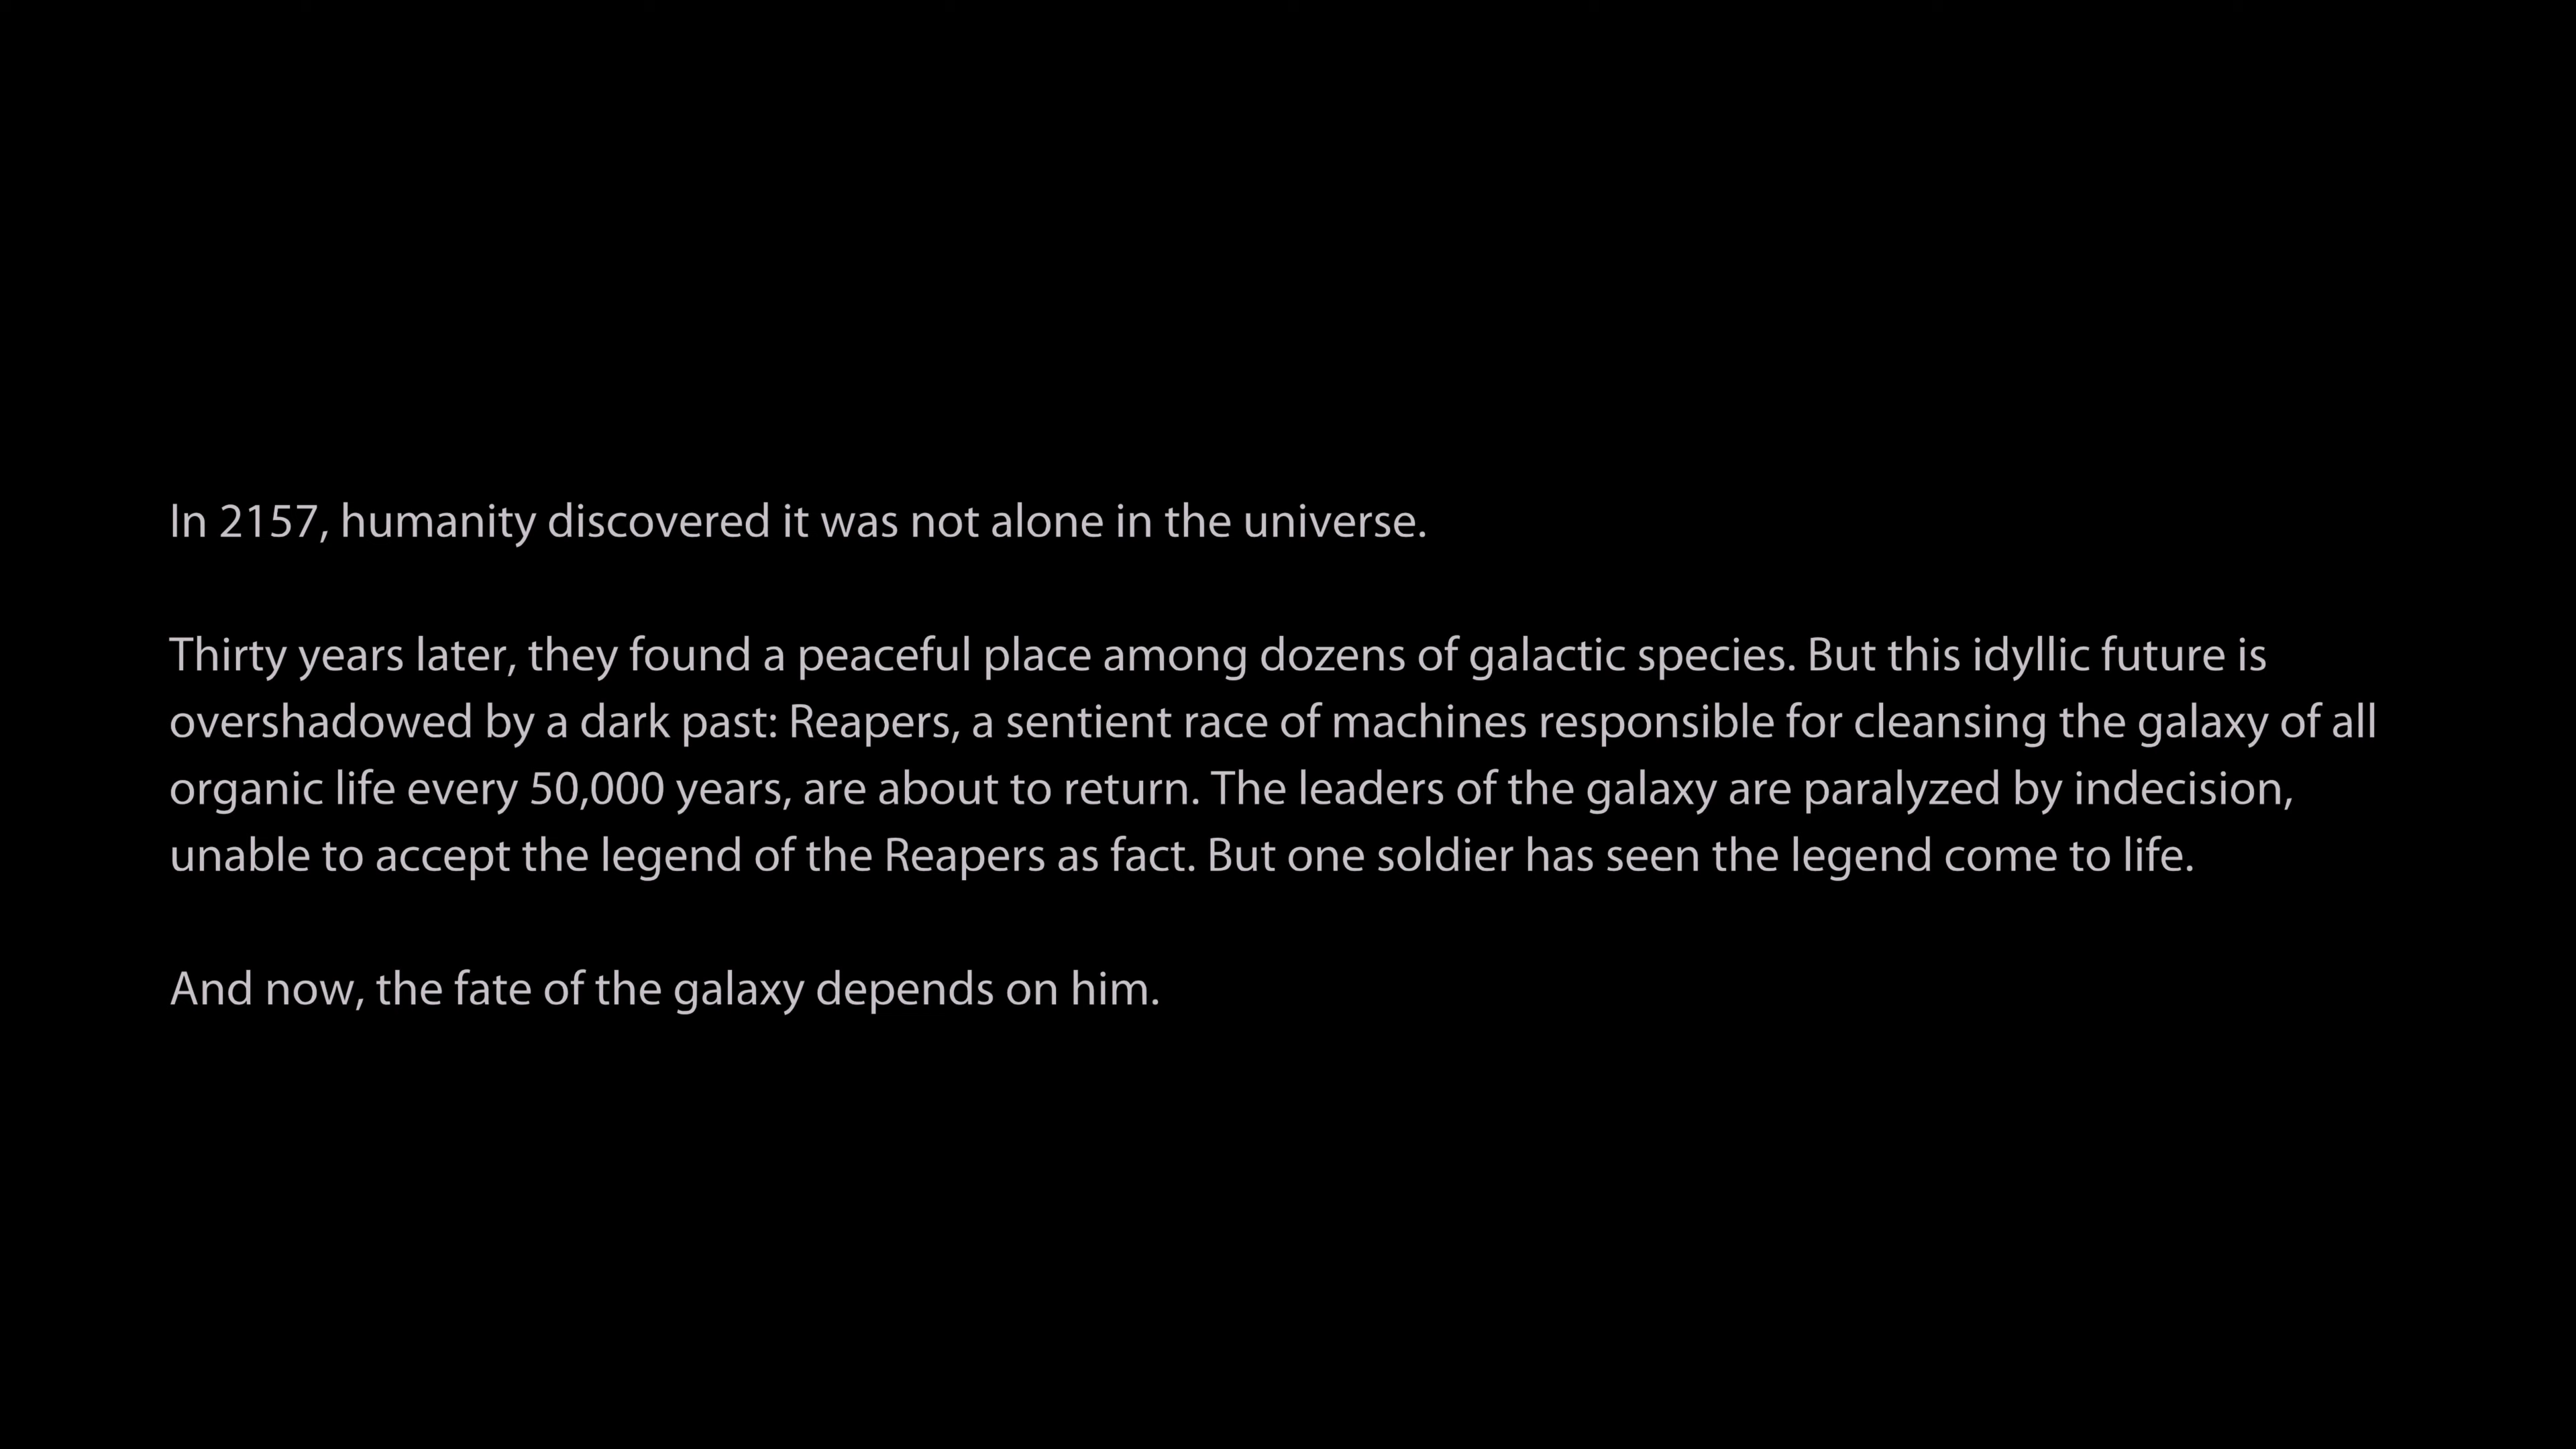 In 2157, humanity discovered it was not alone in the universe.
Thirty years later, they found a peaceful place among dozens of galactic species. But this idyllic future is
overshadowed by a dark past: Reapers, a sentient race of machines responsible for cleansing the galaxy of all
organic life every 50,000 years, are about to return. The leaders of the galaxy are paralyzed by indecision,
unable to accept the legend of the Reapers as fact. But one soldier has seen the legend come to life.
And now, the fate of the galaxy depends on him.